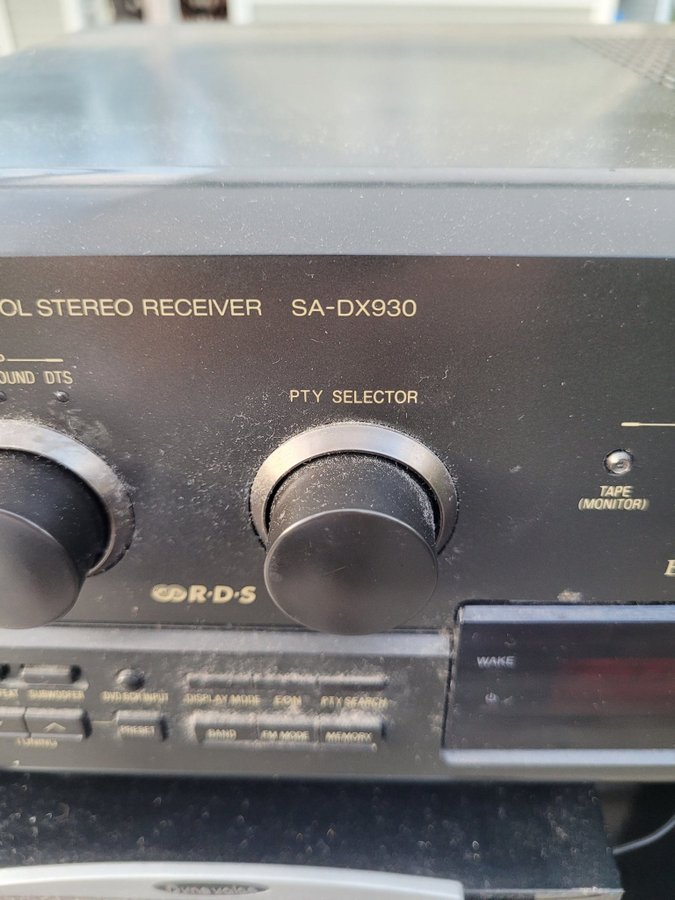 OL STEREO RECEIVER SA-DX930
OUND DTS
PTY SELECTOR
TAPE
(MONITOR)
R·D·S
WAKE
SUBWOOFER
DVD 6CH INPUT
DISPLAY MODE EON PTY SEARCH
TUNING
PRESET
BAND FM MODE MEMORY